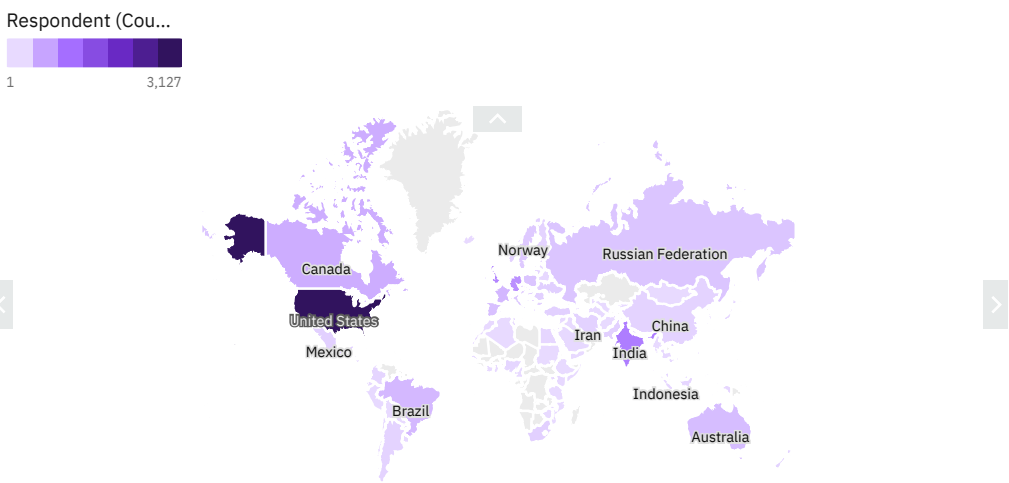 Respondent (Cou...
1 3,127
Norway
Russian Federation
Canada
United States
China
Iran
Mexico
India
Indonesia
Brazil
Australia